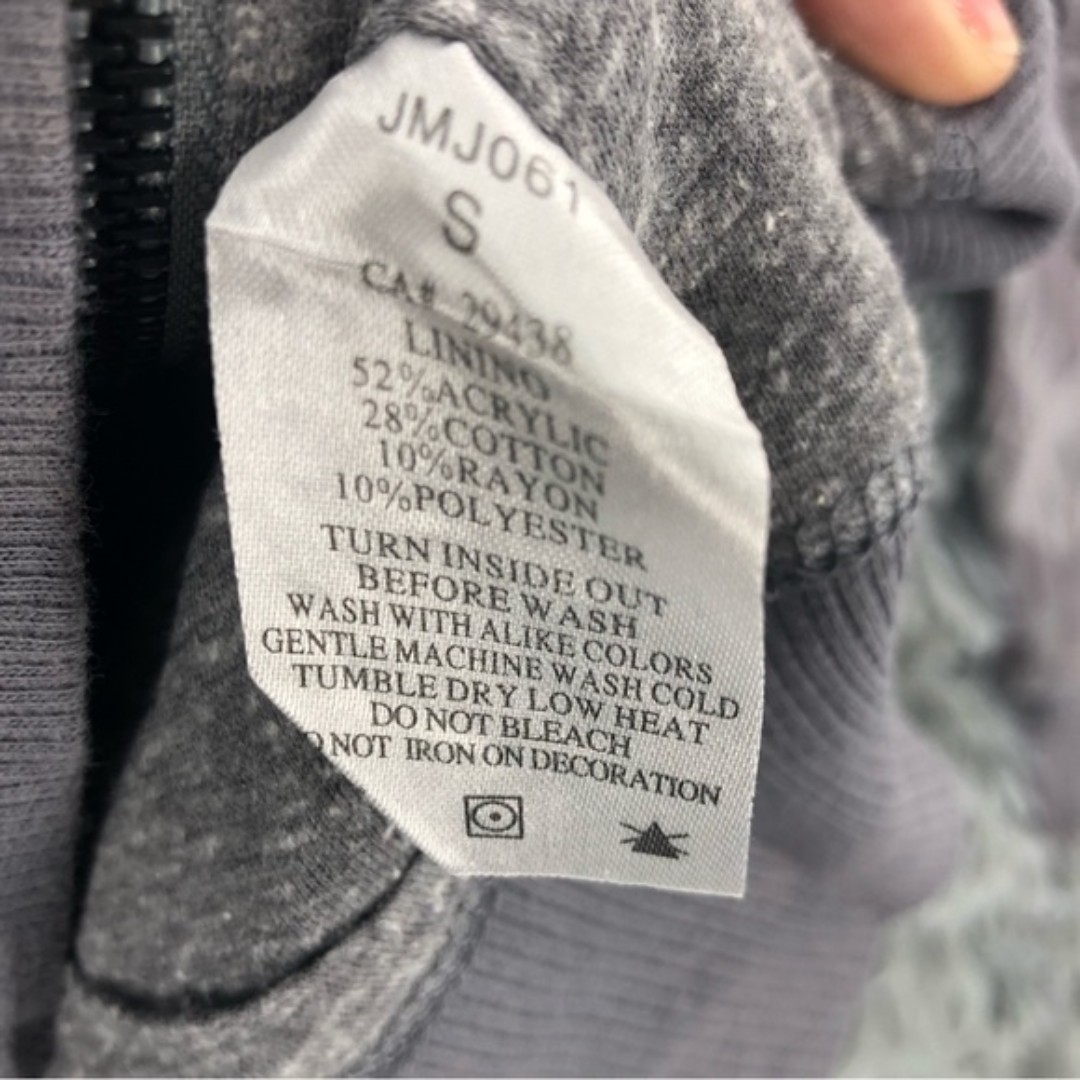 JMJ061
S
CA# 29438
LINING
52%ACRYLIC
28%COTTON
10%RAYON
10%POLYESTER
TURN INSIDE OUT
BEFORE WASH
WASH WITH ALIKE COLORS
GENTLE MACHINE WASH COLD
TUMBLE DRY LOW HEAT
DO NOT BLEACH
O NOT IRON ON DECORATION